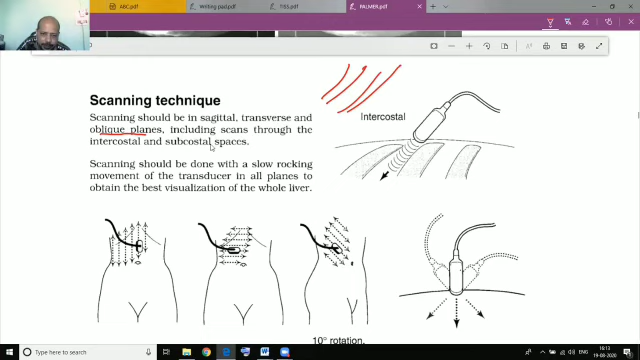 ABC.pdf
Writing pad.pdf
TISS.pdf
PALMER.pdf
Scanning technique
Scanning should be in sagittal, transverse and
oblique planes, including scans through the
intercostal and subcostal spaces.
Scanning should be done with a slow rocking
movement of the transducer in all planes to
obtain the best visualization of the whole liver.
Intercostal
10° rotation.
Type here to search
ENG
18:13
19-08-2020